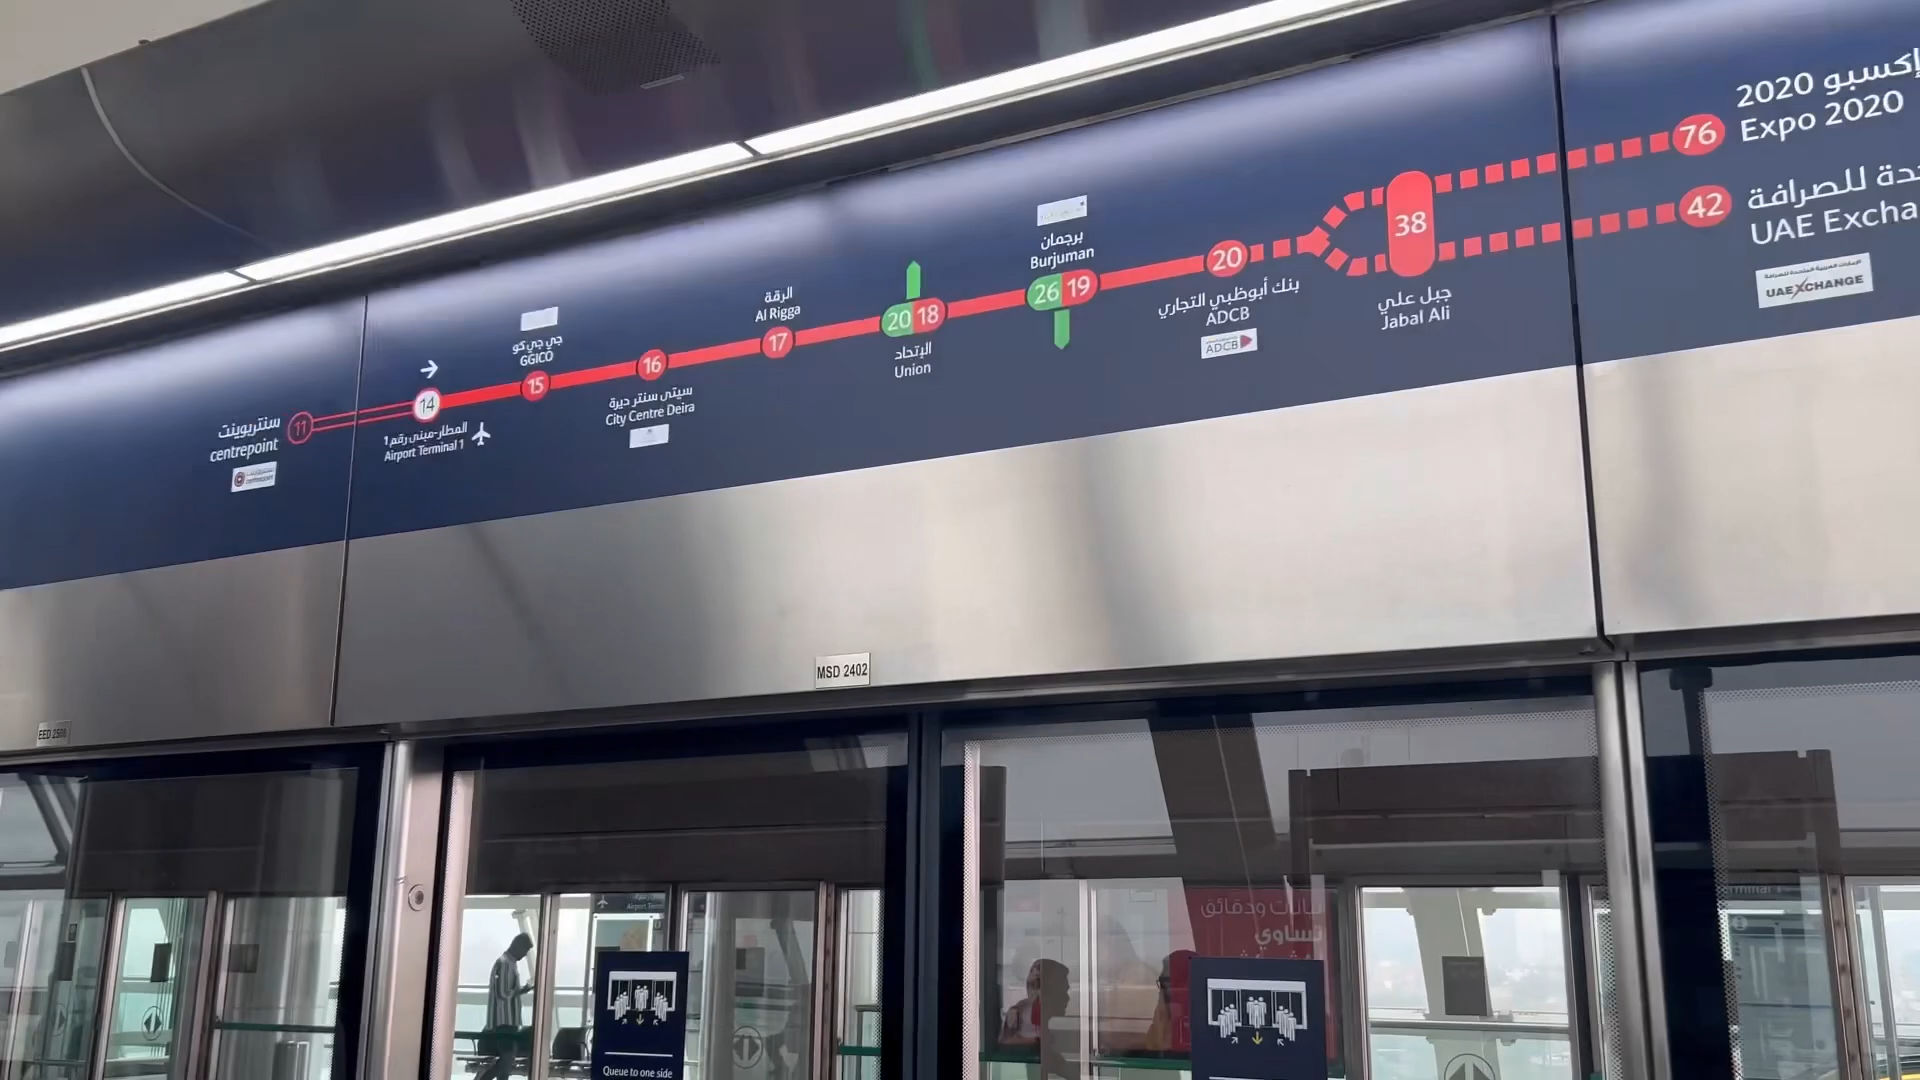 سنتربوينت
centrepoint
11
14
المطار-مبنى رقم 1
Airport Terminal 1
جي جي كو
GGICO
15
16
سيتي سنتر ديرة
City Centre Deira
الرقة
Al Rigga
17
20 18
الإتحاد
Union
برجمان
Burjuman
26 19
20
بنك أبوظبي التجاري
ADCB
ADCB
38
جبل علي
Jabal Ali
76
إكسبو 2020
Expo 2020
42
للصرافة
UAE Excha
UAEXCHANGE
MSD 2402
Queue to one side